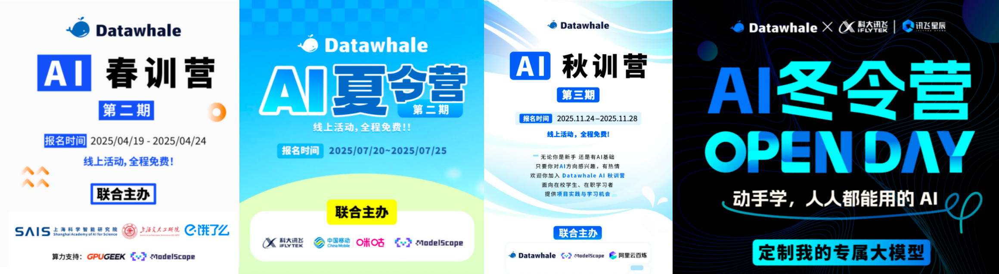 Datawhale
AI 春训营
第二期
报名时间 2025/04/19 - 2025/04/24
线上活动, 全程免费!
联合主办
SAIS 上海科学智能研究院
Shanghai Academy of AI for Science
上海交大工研院
饿了么
算力支持: GPUGEEK ModelScope
Datawhale
AI夏令营
第二期
线上活动, 全程免费!!
报名时间 2025/07/20~2025/07/25
联合主办
科大讯飞
iFLYTEK
中国移动
China Mobile
咪咕
ModelScope
Datawhale
AI 秋训营
第三期
报名时间 2025.11.24–2025.11.28
线上活动，全程免费!
无论你是新手 还是有AI基础
只要你对AI方向感兴趣，有热情
欢迎你加入 Datawhale AI 秋训营
面向在校学生、在职学习者
提供项目实践与学习机会
联合主办
Datawhale ModelScope 阿里云百炼
Datawhale × 科大讯飞 iFLYTEK | 讯飞星辰
AI冬令营
OPEN DAY
动手学，人人都能用的 AI
定制我的专属大模型